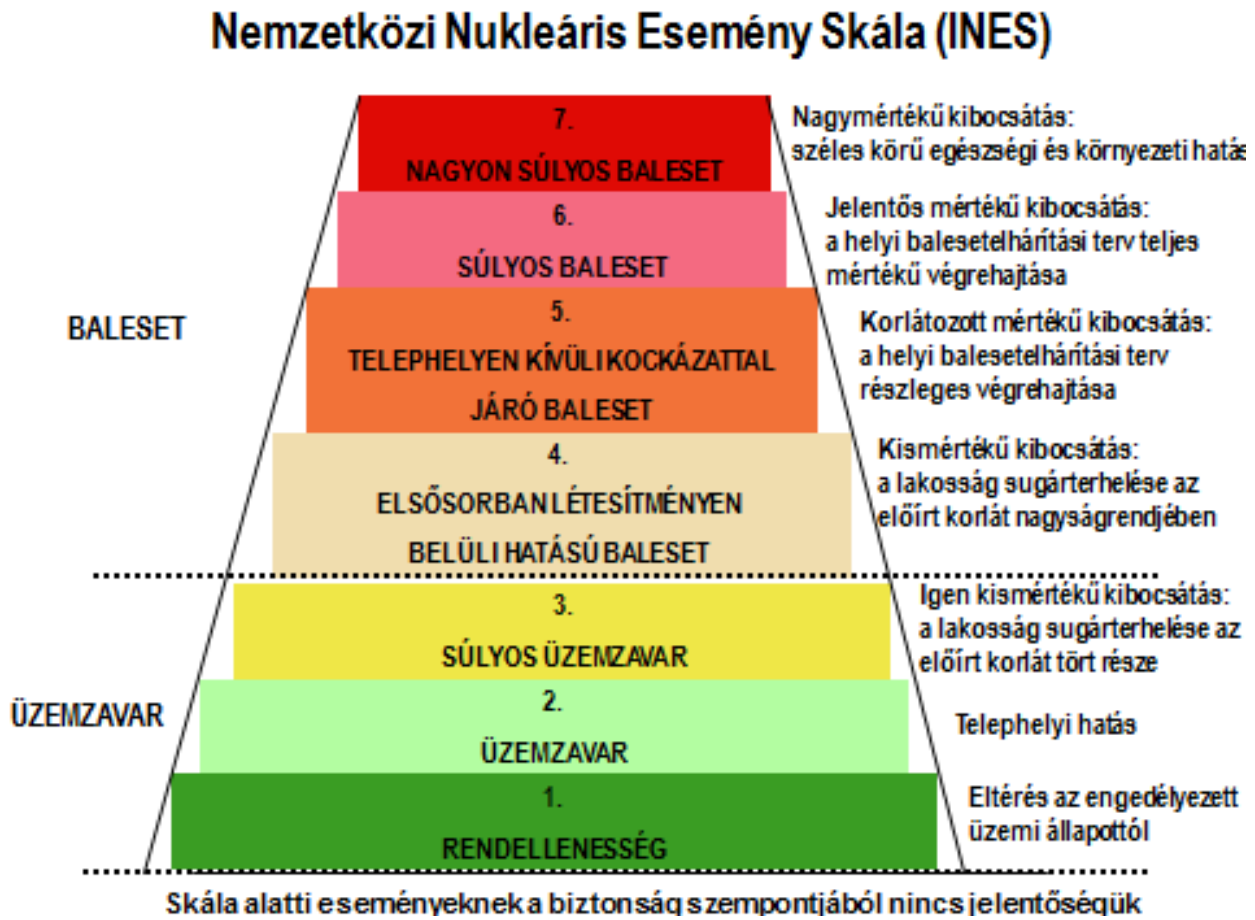 Nemzetközi Nukleáris Esemény Skála (INES)
7.
NAGYON SÚLYOS BALESET
Nagymértékű kibocsátás:
széles körű egészségi és környezeti hatás
6.
SÚLYOS BALESET
Jelentős mértékű kibocsátás:
a helyi balesetelhárítási terv teljes
mértékű végrehajtása
BALESET
5.
TELEPHELYEN KÍVÜLI KOCKÁZATTAL
JÁRÓ BALESET
Korlátozott mértékű kibocsátás:
a helyi balesetelhárítási terv
részleges végrehajtása
4.
ELSŐSORBAN LÉTESÍTMÉNYEN
BELÜLI HATÁSÚ BALESET
Kismértékű kibocsátás:
a lakosság sugárterhelése az
előírt korlát nagyságrendjében
3.
SÚLYOS ÜZEMZAVAR
Igen kismértékű kibocsátás:
a lakosság sugárterhelése az
előírt korlát tört része
ÜZEMZAVAR
2.
ÜZEMZAVAR
Telephelyi hatás
1.
RENDELLENESSÉG
Eltérés az engedélyezett
üzemi állapottól
Skála alatti eseményeknek a biztonság szempontjából nincs jelentőségük